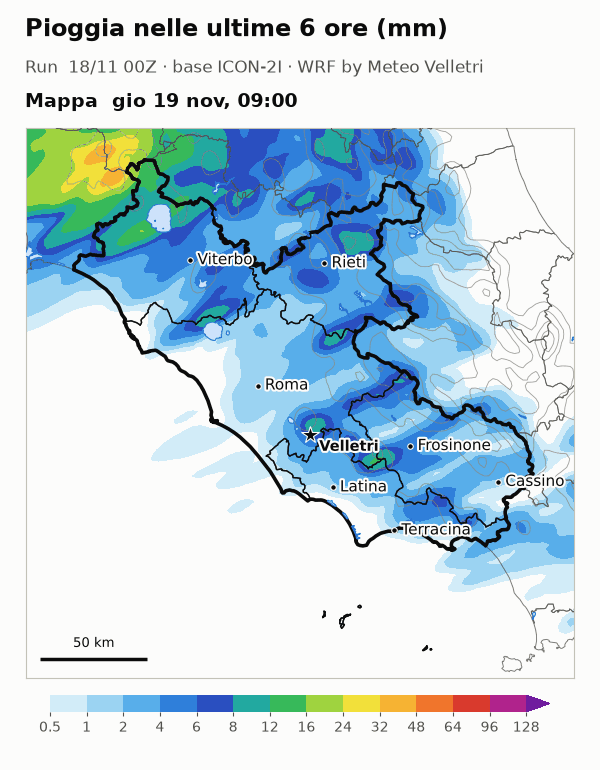 Pioggia nelle ultime 6 ore (mm)
Run  18/11 00Z · base ICON-2I · WRF by Meteo Velletri
Mappa  gio 19 nov, 09:00
Viterbo
Rieti
Roma
Velletri
Frosinone
Latina
Cassino
Terracina
50 km
0.5 1 2 4 6 8 12 16 24 32 48 64 96 128